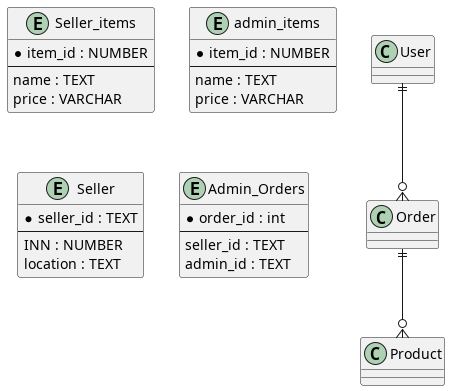 E Seller_items
* item_id : NUMBER
name : TEXT
price : VARCHAR
E admin_items
* item_id : NUMBER
name : TEXT
price : VARCHAR
C User
E Seller
* seller_id : TEXT
INN : NUMBER
location : TEXT
E Admin_Orders
* order_id : int
seller_id : TEXT
admin_id : TEXT
C Order
C Product